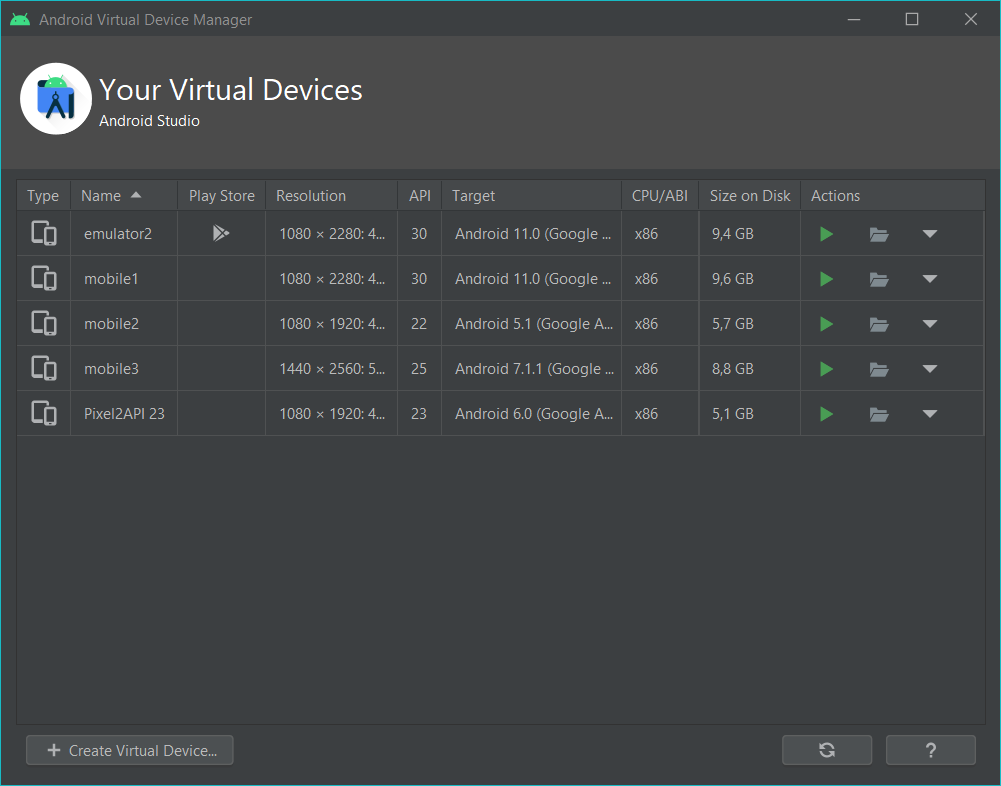 Android Virtual Device Manager
Your Virtual Devices
Android Studio
Type Name Play Store Resolution API Target CPU/ABI Size on Disk Actions
emulator2 1080 × 2280: 4... 30 Android 11.0 (Google ... x86 9,4 GB
mobile1 1080 × 2280: 4... 30 Android 11.0 (Google ... x86 9,6 GB
mobile2 1080 × 1920: 4... 22 Android 5.1 (Google A... x86 5,7 GB
mobile3 1440 × 2560: 5... 25 Android 7.1.1 (Google ... x86 8,8 GB
Pixel2API 23 1080 × 1920: 4... 23 Android 6.0 (Google A... x86 5,1 GB
+ Create Virtual Device... ?